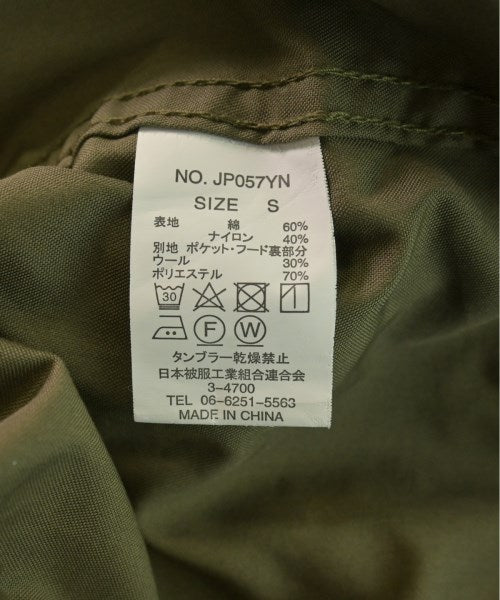 NO. JP057YN
SIZE S
表地 綿 60%
ナイロン 40%
別地 ポケット・フード裏部分
ウール 30%
ポリエステル 70%
30
F W
タンブラー乾燥禁止
日本被服工業組合連合会
3-4700
TEL 06-6251-5563
MADE IN CHINA